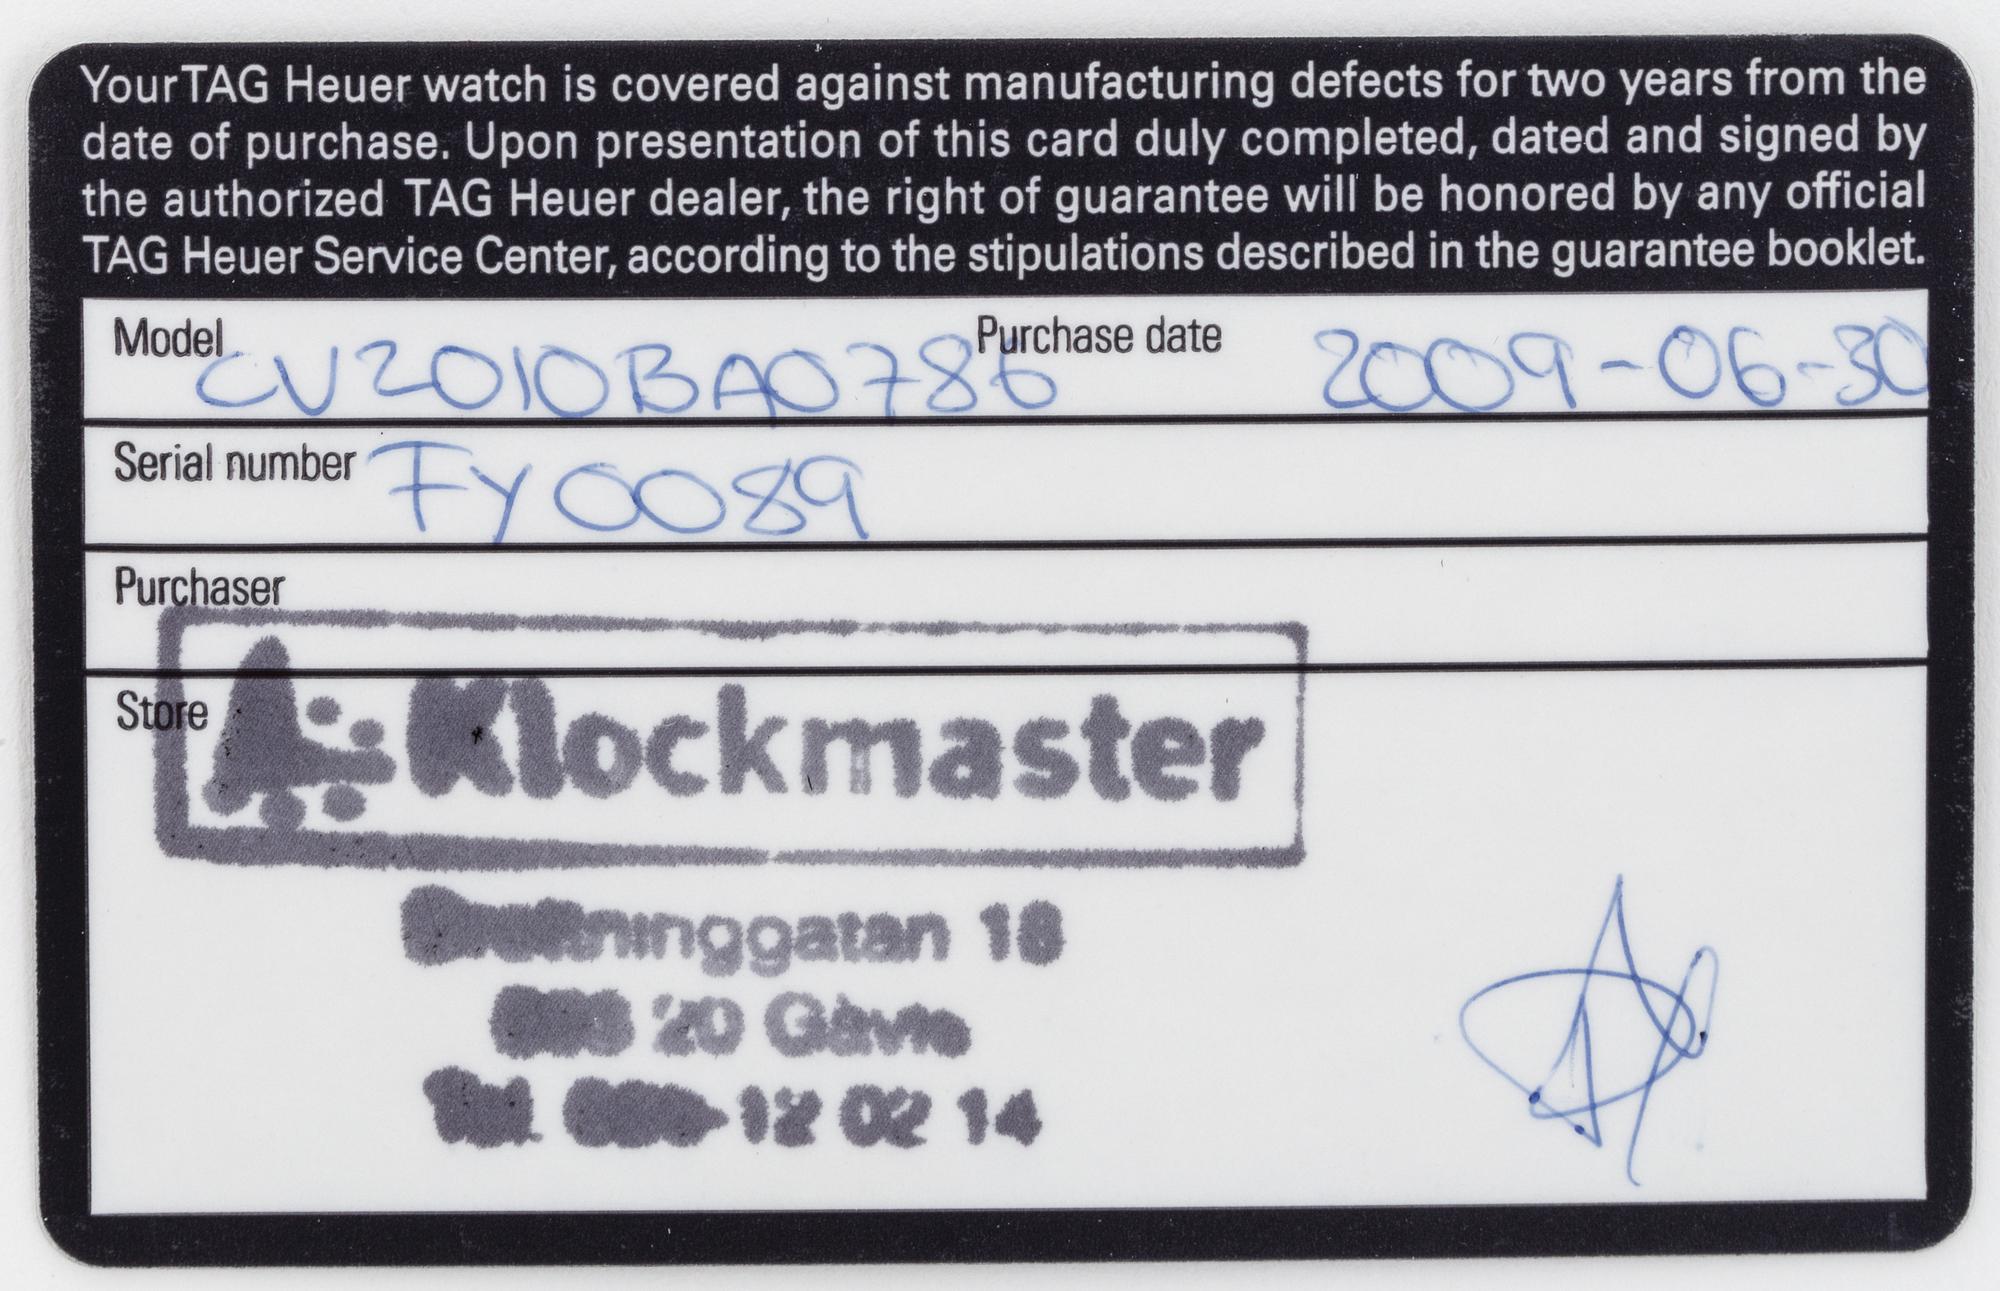 Your TAG Heuer watch is covered against manufacturing defects for two years from the
date of purchase. Upon presentation of this card duly completed, dated and signed by
the authorized TAG Heuer dealer, the right of guarantee will be honored by any official
TAG Heuer Service Center, according to the stipulations described in the guarantee booklet.
Model CV2010BA0786 Purchase date 2009-06-30
Serial number FY0089
Purchaser
Store
Klockmaster
18
20 Gävle
Tel 12 02 14